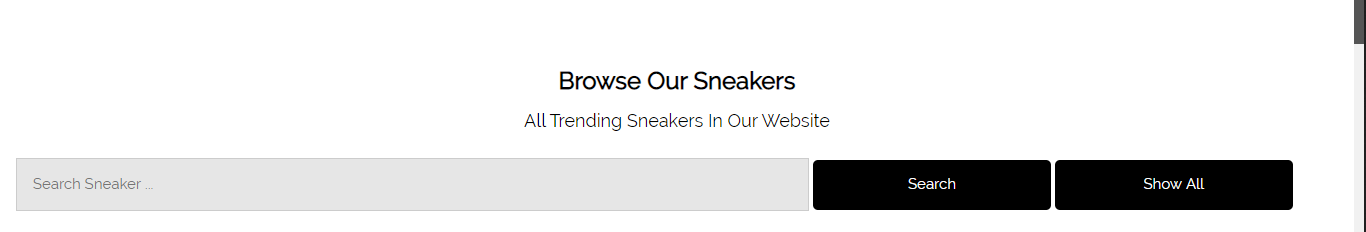 Browse Our Sneakers
All Trending Sneakers In Our Website
Search Sneaker ... Search Show All